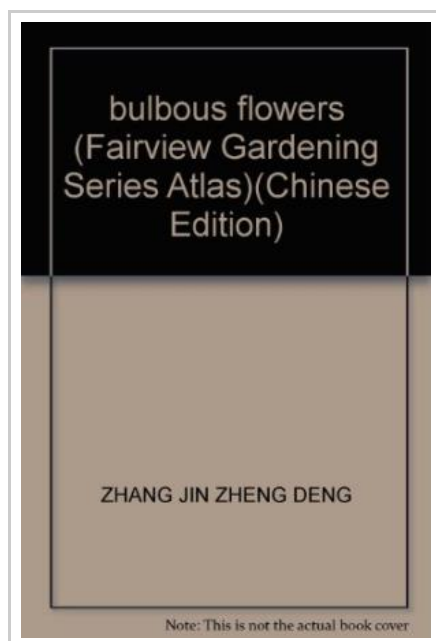 bulbous flowers
(Fairview Gardening
Series Atlas)(Chinese
Edition)
ZHANG JIN ZHENG DENG
Note: This is not the actual book cover